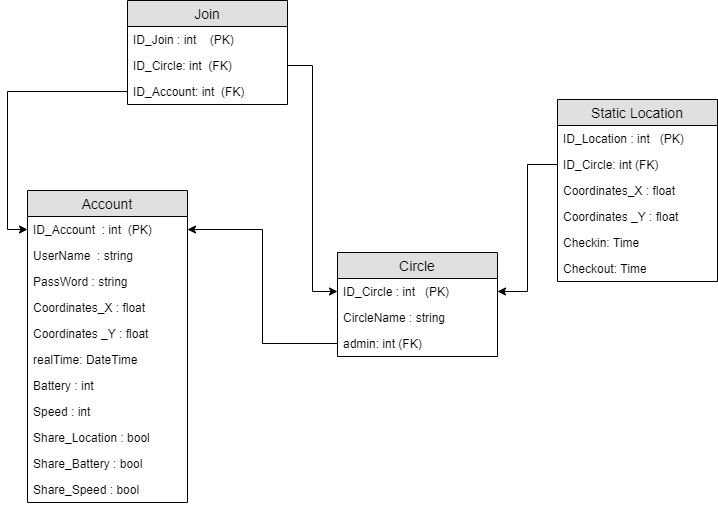 Join
ID_Join : int (PK)
ID_Circle: int (FK)
ID_Account: int (FK)
Static Location
ID_Location : int (PK)
ID_Circle: int (FK)
Coordinates_X : float
Coordinates _Y : float
Checkin: Time
Checkout: Time
Account
ID_Account : int (PK)
UserName : string
PassWord : string
Coordinates_X : float
Coordinates _Y : float
realTime: DateTime
Battery : int
Speed : int
Share_Location : bool
Share_Battery : bool
Share_Speed : bool
Circle
ID_Circle : int (PK)
CircleName : string
admin: int (FK)